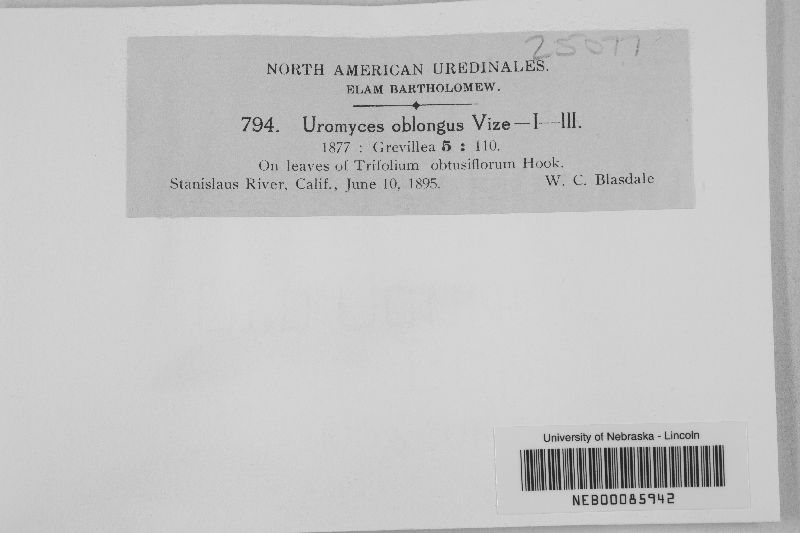 25077
NORTH AMERICAN UREDINALES.
ELAM BARTHOLOMEW.
794. Uromyces oblongus Vize—I—III.
1877 : Grevillea 5 : 110.
On leaves of Trifolium obtusiflorum Hook.
Stanislaus River, Calif., June 10, 1895. W. C. Blasdale
University of Nebraska - Lincoln
NEB00085942